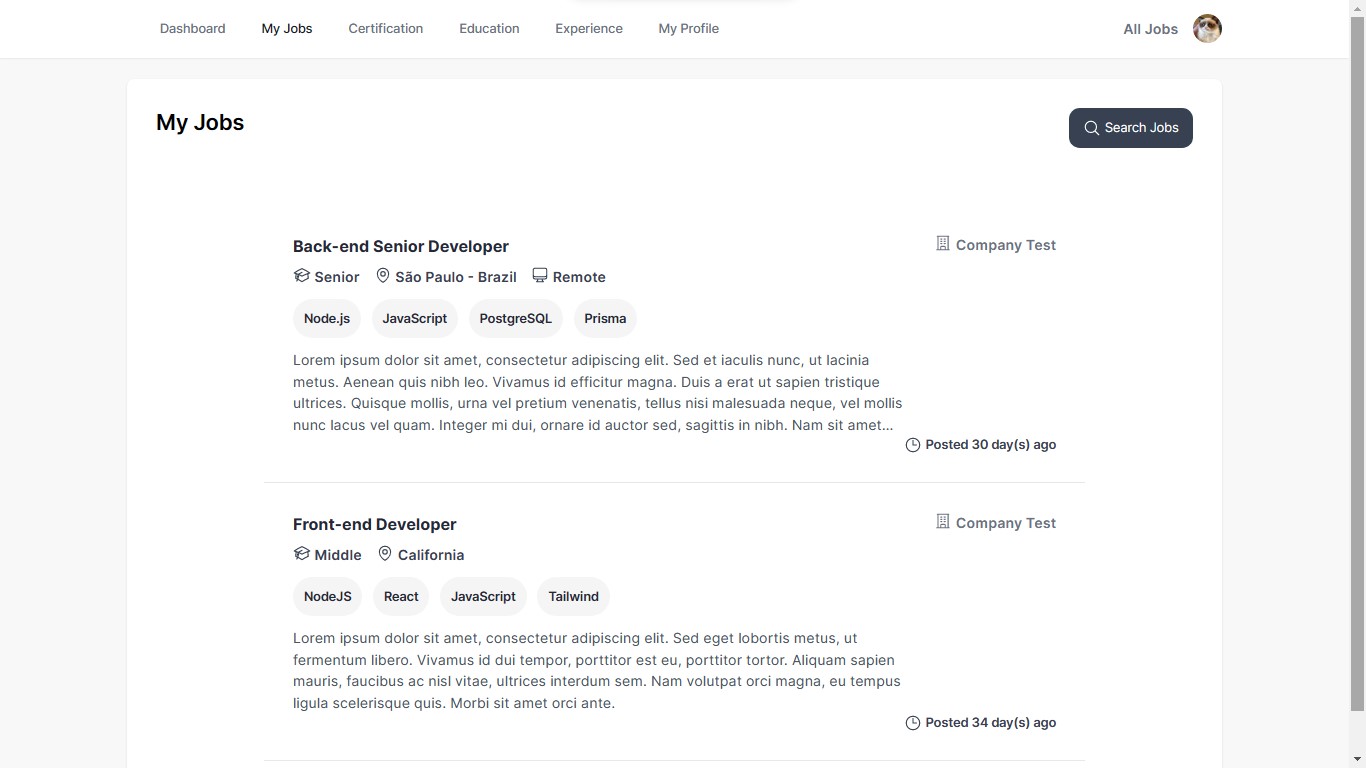 Dashboard My Jobs Certification Education Experience My Profile All Jobs
My Jobs
Search Jobs
Back-end Senior Developer
Company Test
Senior São Paulo - Brazil Remote
Node.js JavaScript PostgreSQL Prisma
Lorem ipsum dolor sit amet, consectetur adipiscing elit. Sed et iaculis nunc, ut lacinia
metus. Aenean quis nibh leo. Vivamus id efficitur magna. Duis a erat ut sapien tristique
ultrices. Quisque mollis, urna vel pretium venenatis, tellus nisi malesuada neque, vel mollis
nunc lacus vel quam. Integer mi dui, ornare id auctor sed, sagittis in nibh. Nam sit amet...
Posted 30 day(s) ago
Front-end Developer
Company Test
Middle California
NodeJS React JavaScript Tailwind
Lorem ipsum dolor sit amet, consectetur adipiscing elit. Sed eget lobortis metus, ut
fermentum libero. Vivamus id dui tempor, porttitor est eu, porttitor tortor. Aliquam sapien
mauris, faucibus ac nisl vitae, ultrices interdum sem. Nam volutpat orci magna, eu tempus
ligula scelerisque quis. Morbi sit amet orci ante.
Posted 34 day(s) ago